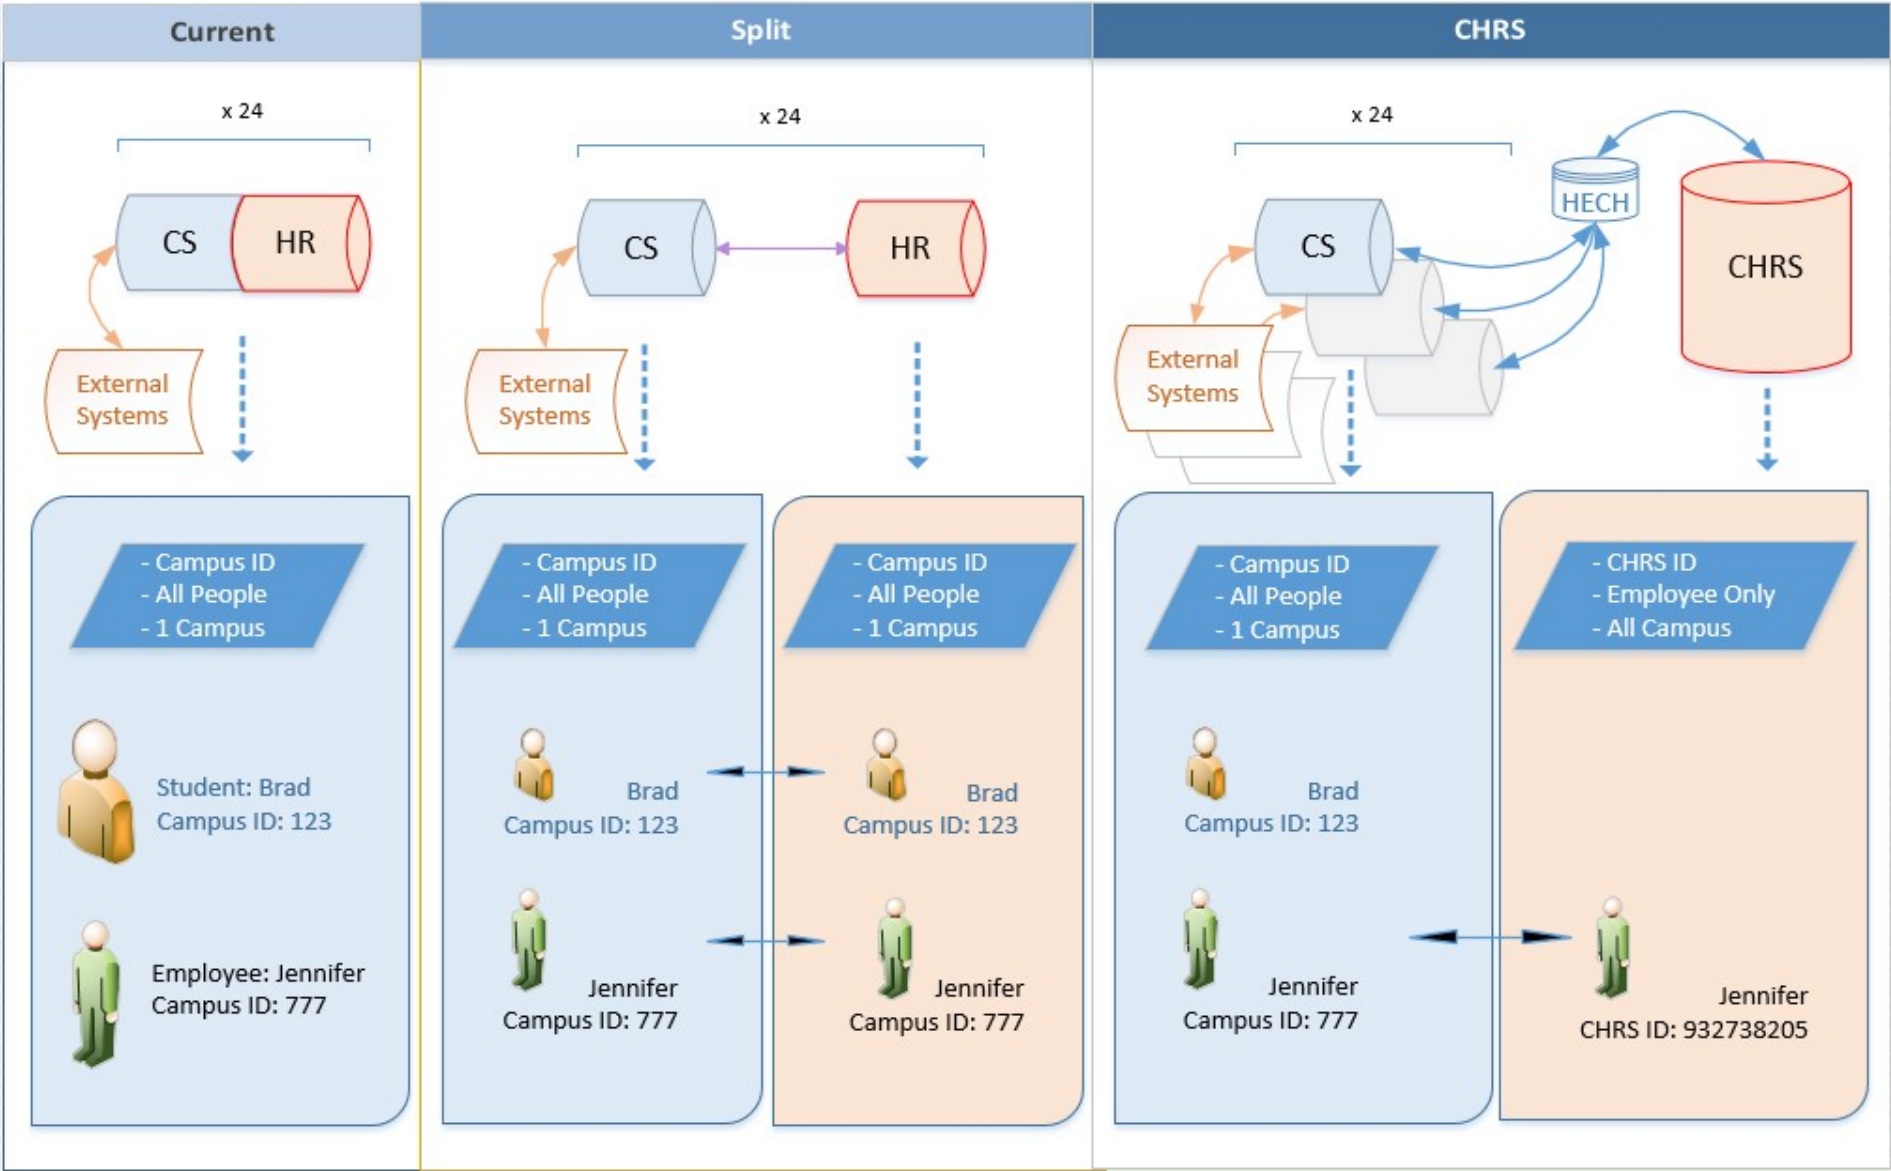 Current
x 24
CS
HR
External
Systems
- Campus ID
- All People
- 1 Campus
Student: Brad
Campus ID: 123
Employee: Jennifer
Campus ID: 777
Split
x 24
CS
HR
External
Systems
- Campus ID
- All People
- 1 Campus
Brad
Campus ID: 123
Jennifer
Campus ID: 777
- Campus ID
- All People
- 1 Campus
Brad
Campus ID: 123
Jennifer
Campus ID: 777
CHRS
x 24
CS
HECH
CHRS
External
Systems
- Campus ID
- All People
- 1 Campus
Brad
Campus ID: 123
Jennifer
Campus ID: 777
- CHRS ID
- Employee Only
- All Campus
Jennifer
CHRS ID: 932738205